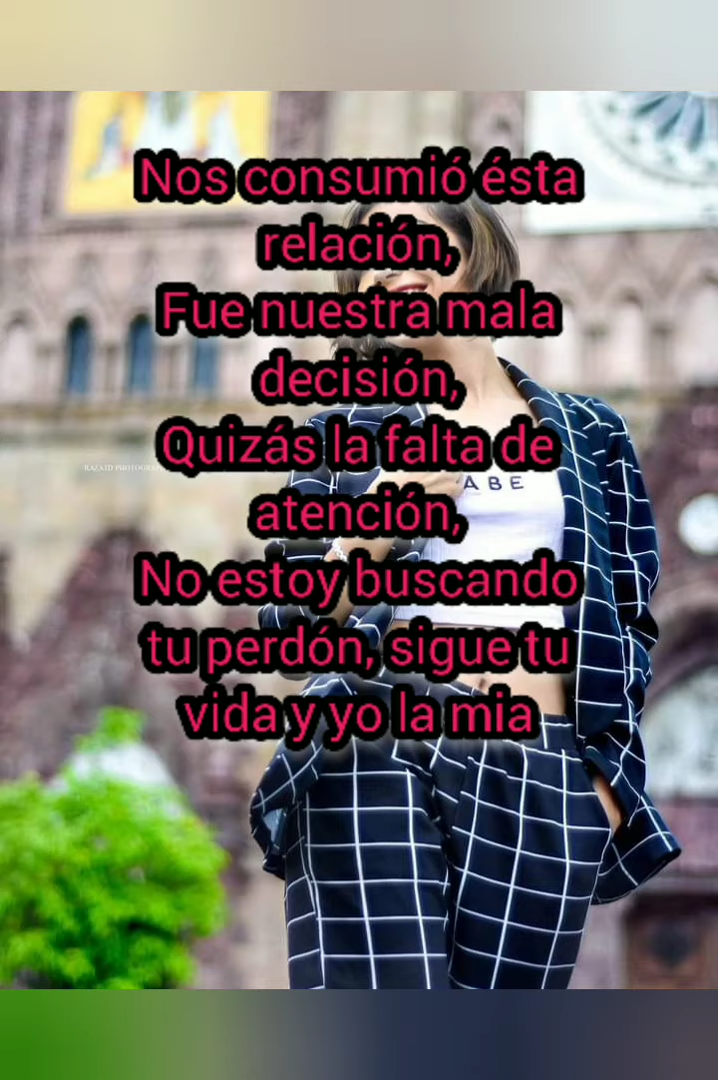 Nos consumió ésta
relación,
Fue nuestra mala
decisión,
Quizás la falta de
atención,
No estoy buscando
tu perdón, sigue tu
vida y yo la mia
ABE